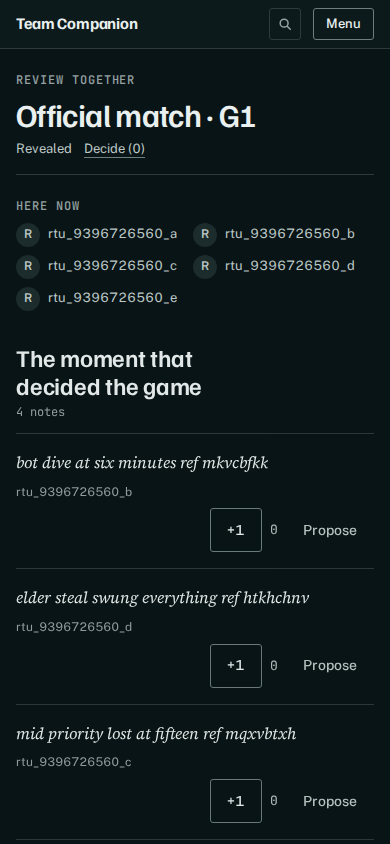 Team Companion
Menu
REVIEW TOGETHER
Official match · G1
Revealed Decide (0)
HERE NOW
R rtu_9396726560_a R rtu_9396726560_b
R rtu_9396726560_c R rtu_9396726560_d
R rtu_9396726560_e
The moment that
decided the game
4 notes
bot dive at six minutes ref mkvcbfkk
rtu_9396726560_b
+1 0 Propose
elder steal swung everything ref htkhchnv
rtu_9396726560_d
+1 0 Propose
mid priority lost at fifteen ref mqxvbtxh
rtu_9396726560_c
+1 0 Propose